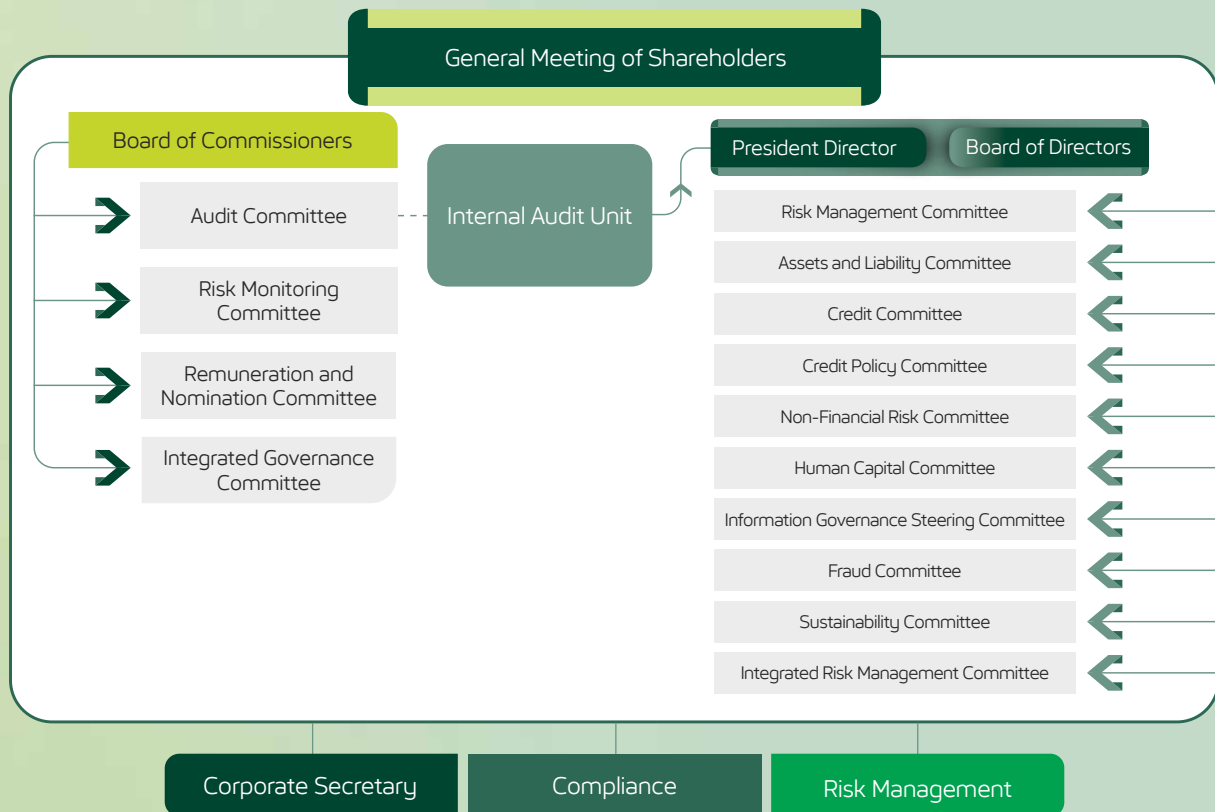 General Meeting of Shareholders
Board of Commissioners
Audit Committee
Risk Monitoring
Committee
Remuneration and
Nomination Committee
Integrated Governance
Committee
Internal Audit Unit
President Director
Board of Directors
Risk Management Committee
Assets and Liability Committee
Credit Committee
Credit Policy Committee
Non-Financial Risk Committee
Human Capital Committee
Information Governance Steering Committee
Fraud Committee
Sustainability Committee
Integrated Risk Management Committee
Corporate Secretary
Compliance
Risk Management